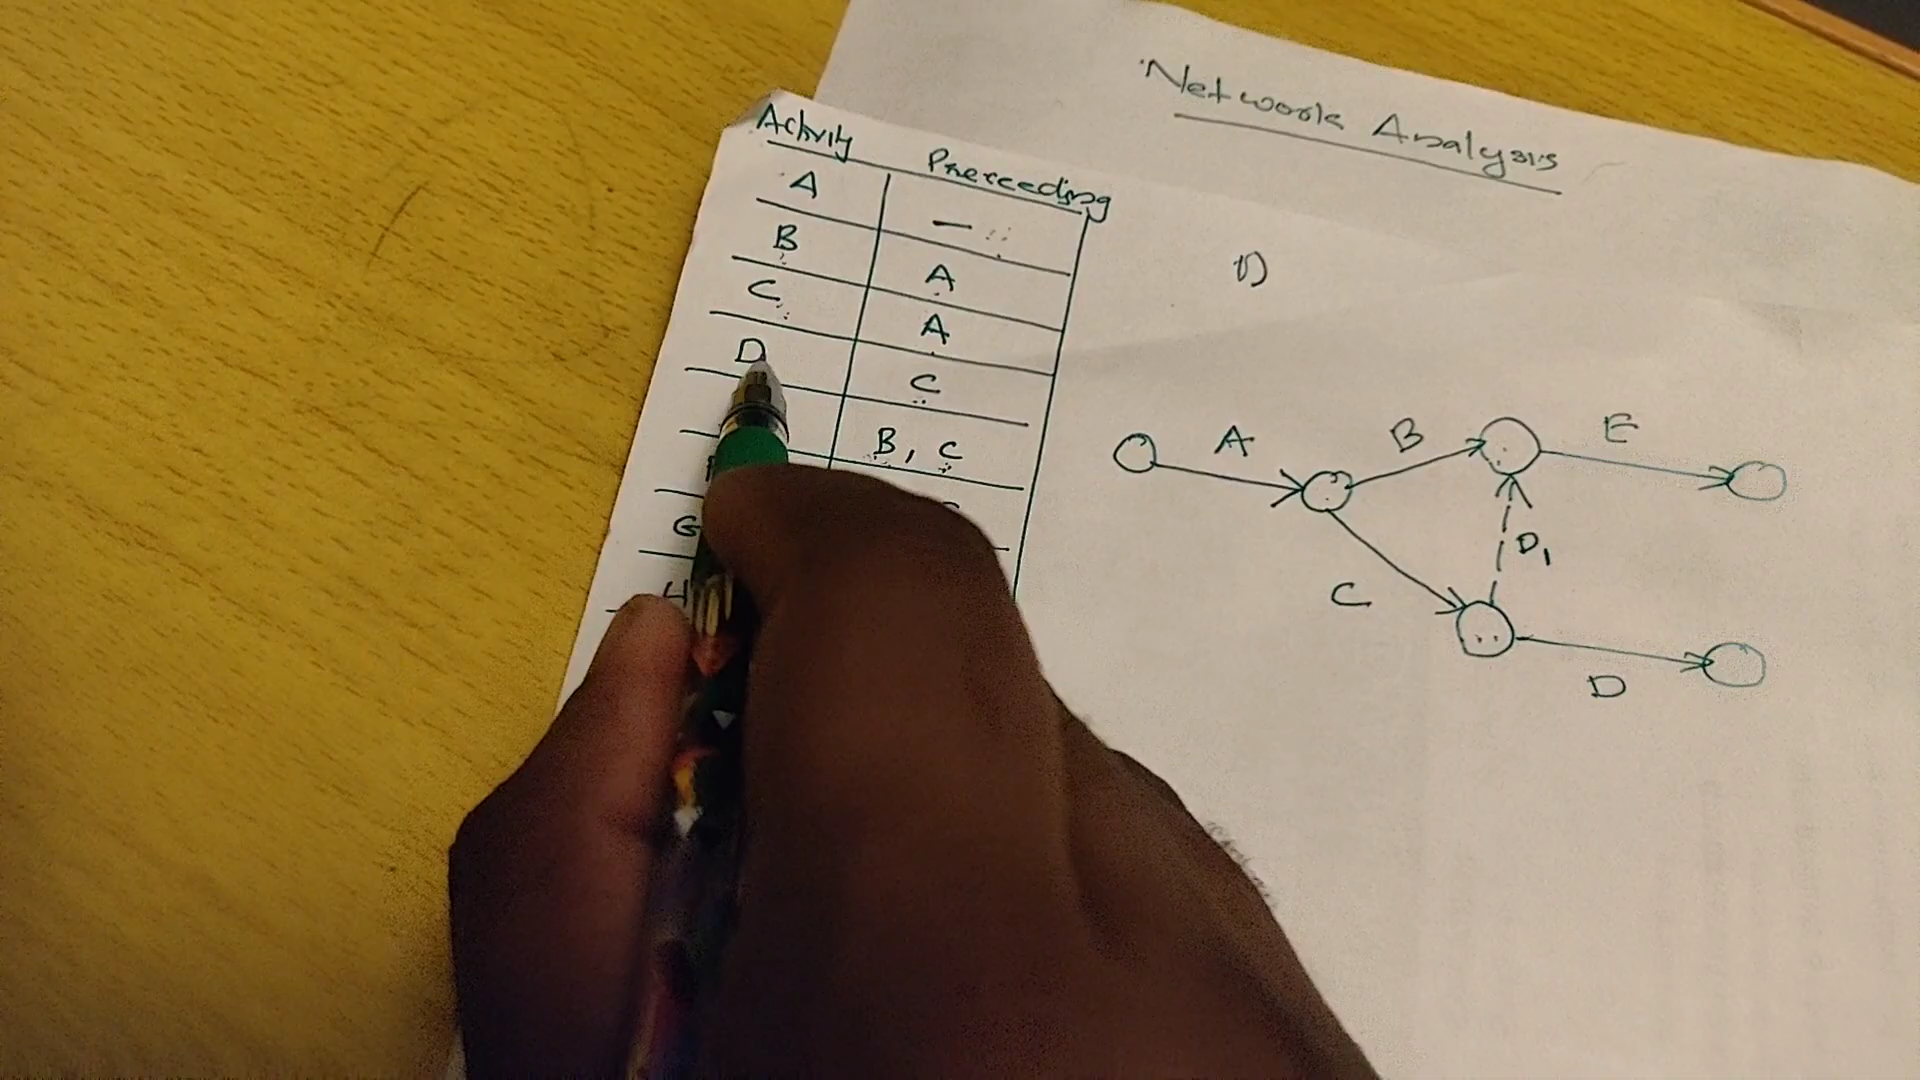 Network Analysis
Activity Preceeding
A —
B A
C A
D C
B, C
G
H
1)
A
B
E
C
D1
D